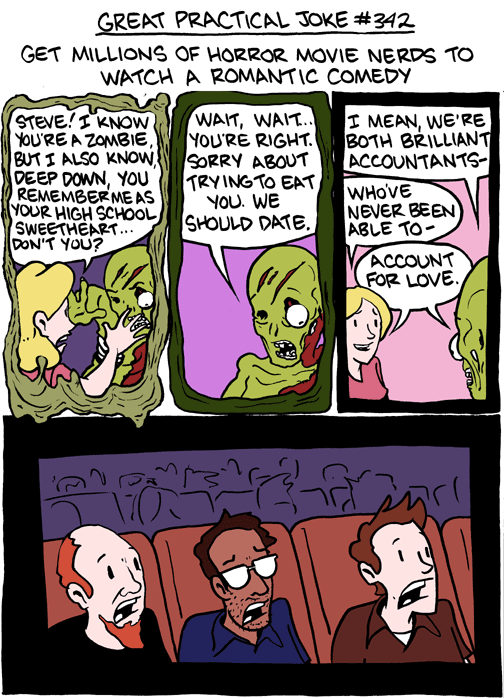 GREAT PRACTICAL JOKE #342
GET MILLIONS OF HORROR MOVIE NERDS TO
WATCH A ROMANTIC COMEDY
STEVE! I KNOW
YOU'RE A ZOMBIE,
BUT I ALSO KNOW,
DEEP DOWN, YOU
REMEMBER ME AS
YOUR HIGH SCHOOL
SWEETHEART...
DON'T YOU?
WAIT, WAIT..
YOU'RE RIGHT.
SORRY ABOUT
TRYING TO EAT
YOU. WE
SHOULD DATE.
I MEAN, WE'RE
BOTH BRILLIANT
ACCOUNTANTS-
WHO'VE
NEVER BEEN
ABLE TO-
ACCOUNT
FOR LOVE.